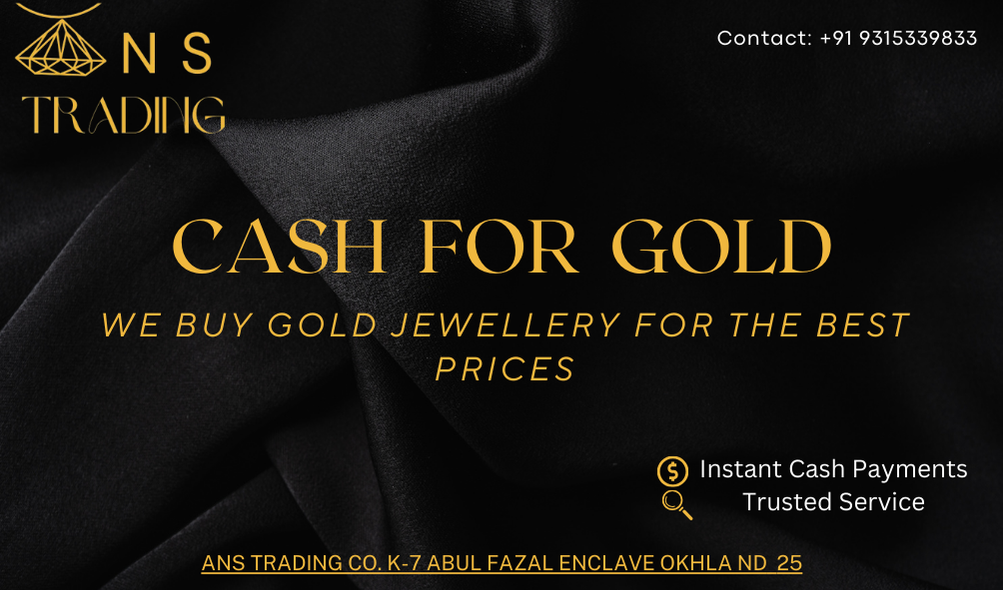 ANS
TRADING
Contact: +91 9315339833
CASH FOR GOLD
WE BUY GOLD JEWELLERY FOR THE BEST
PRICES
$ Instant Cash Payments
Trusted Service
ANS TRADING CO. K-7 ABUL FAZAL ENCLAVE OKHLA ND 25